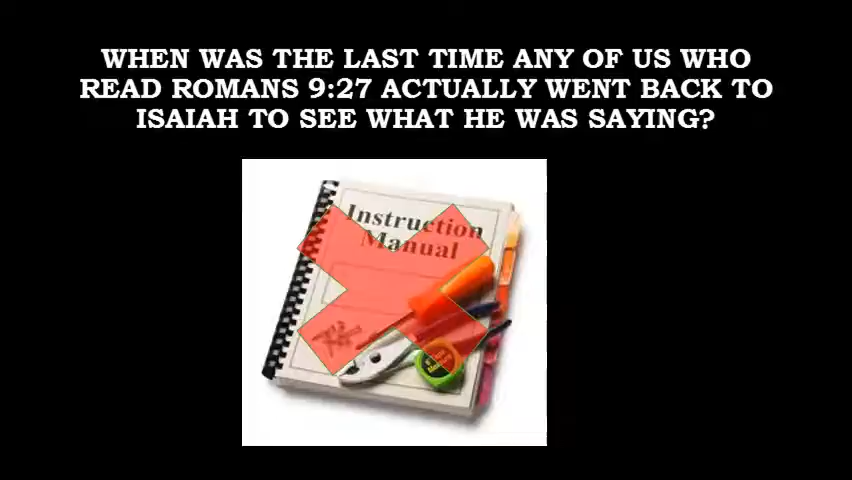 WHEN WAS THE LAST TIME ANY OF US WHO
READ ROMANS 9:27 ACTUALLY WENT BACK TO
ISAIAH TO SEE WHAT HE WAS SAYING?
Instruction
Manual